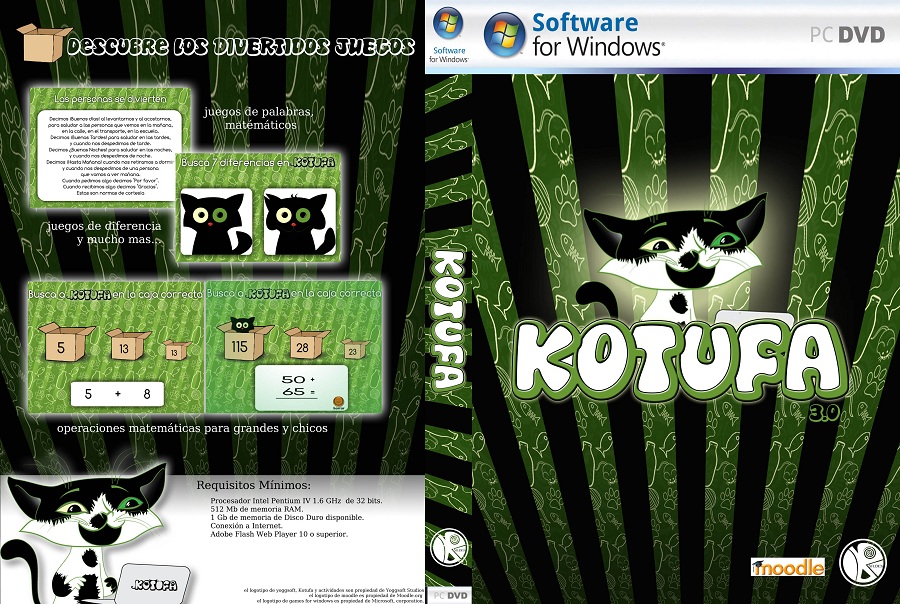 DESCUBRE LOS DIVERTIDOS JUEGOS
Las personas se divierten
Decimos ¡Buenos días! al levantarnos y al acostarnos,
para saludar a las personas que vemos en la mañana,
en la calle, en el transporte, en la escuela.
Decimos ¡Buenas Tardes! para saludar en las tardes,
y cuando nos despedimos de tarde.
Decimos ¡Buenas Noches! para saludar en las noches,
y cuando nos despedimos de noche.
Decimos ¡Hasta Mañana! cuando nos retiramos a dormir
y cuando nos despedimos de una persona
que vamos a ver mañana.
Cuando pedimos algo decimos "Por favor".
Cuando recibimos algo decimos "Gracias".
Estas son normas de cortesía
juegos de palabras,
matemáticos
Busca 7 diferencias en KOTUFA
juegos de diferencia
y mucho mas...
Busca a KOTUFA en la caja correcta
5
13
13
5 + 8
Busca a KOTUFA en la caja correcta
115
28
23
50 +
65 =
operaciones matemáticas para grandes y chicos
Requisitos Mínimos:
Procesador Intel Pentium IV 1.6 GHz de 32 bits.
512 Mb de memoria RAM.
1 Gb de memoria de Disco Duro disponible.
Conexión a Internet.
Adobe Flash Web Player 10 o superior.
KOTUFA
el logotipo de yoggsoft, Kotufa y actividades son propiedad de Yoggsoft Studios
el logotipo de moodle es propiedad de Moodle.org
el logotipo de games for windows es propiedad de Microsoft, corporation.
Software
for Windows®
KOTUFA
PC DVD
Software
for Windows®
PC DVD
KOTUFA
3.0
moodle